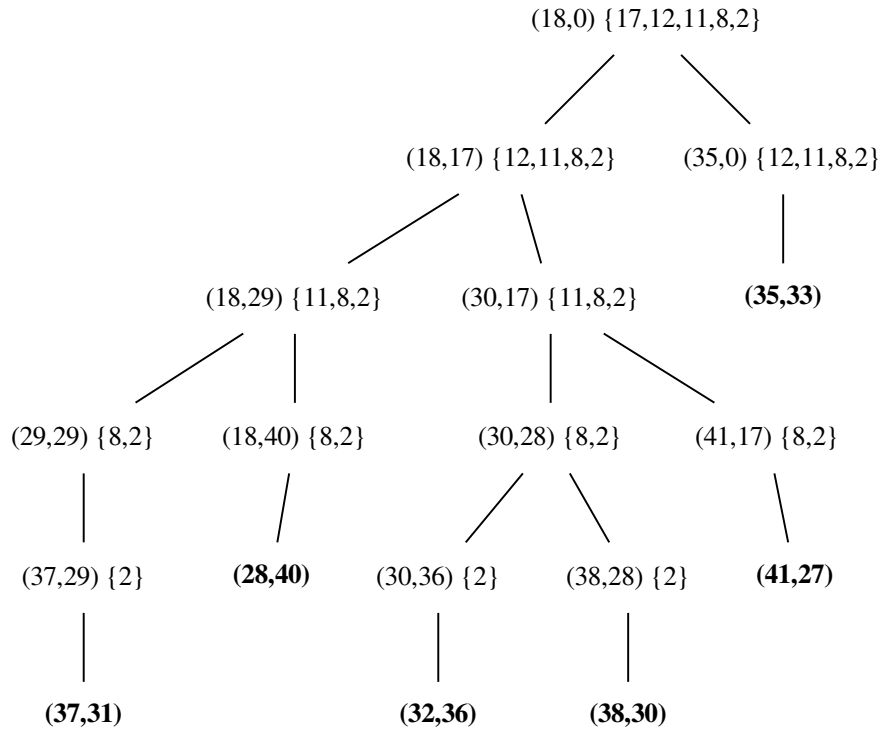 (18,0) {17,12,11,8,2}
(18,17) {12,11,8,2} (35,0) {12,11,8,2}
(18,29) {11,8,2} (30,17) {11,8,2} (35,33)
(29,29) {8,2} (18,40) {8,2} (30,28) {8,2} (41,17) {8,2}
(37,29) {2} (28,40) (30,36) {2} (38,28) {2} (41,27)
(37,31) (32,36) (38,30)